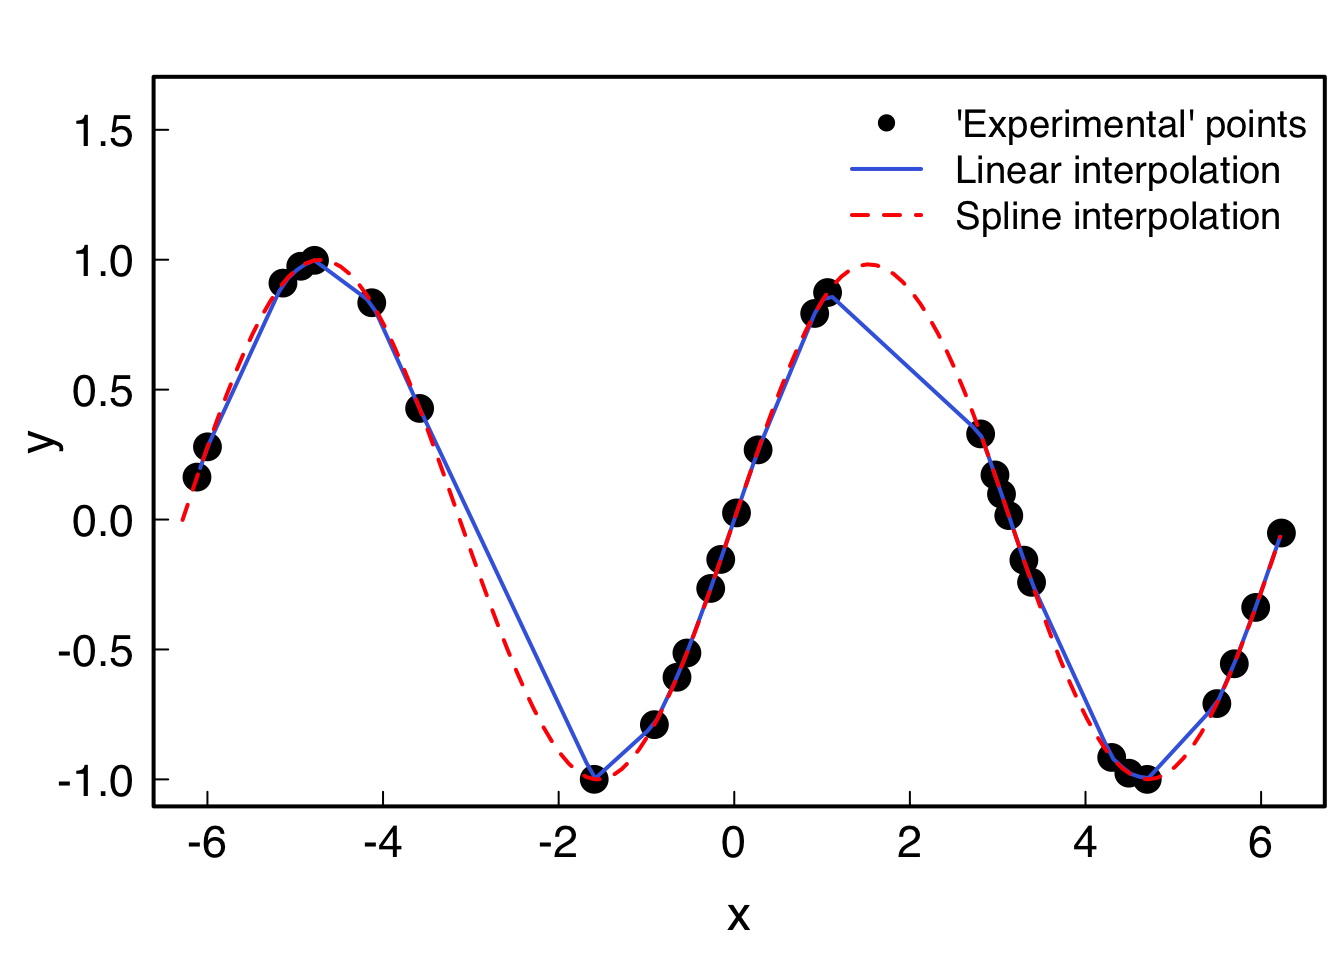 'Experimental' points
Linear interpolation
Spline interpolation
1.5
1.0
0.5
0.0
-0.5
-1.0
y
-6 -4 -2 0 2 4 6
x